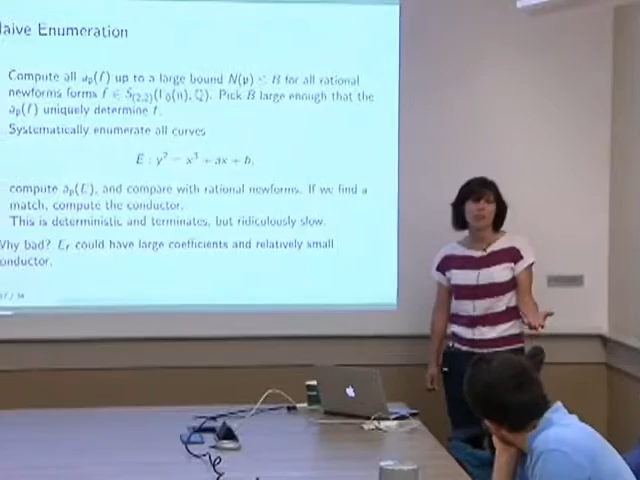 aive Enumeration
Compute all a𝔭(f) up to a large bound N(𝔭) < B for all rational
newforms forms f ∈ S(2,2)(Γ0(𝔫), ℚ). Pick B large enough that the
a𝔭(f) uniquely determine f.
Systematically enumerate all curves
E : y² = x³ + ax + b,
compute a𝔭(E), and compare with rational newforms. If we find a
match, compute the conductor.
This is deterministic and terminates, but ridiculously slow.
Why bad? Ef could have large coefficients and relatively small
onductor.